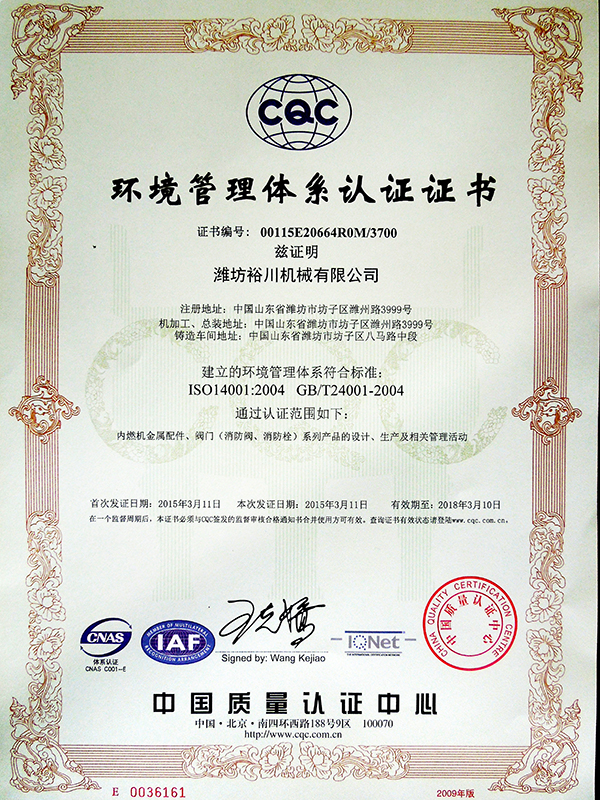 CQC
环境管理体系认证证书
证书编号: 00115E20664R0M/3700
兹证明
潍坊裕川机械有限公司
注册地址: 中国山东省潍坊市坊子区潍州路3999号
机加工、总装地址: 中国山东省潍坊市坊子区潍州路3999号
铸造车间地址: 中国山东省潍坊市坊子区八马路中段
建立的环境管理体系符合标准:
ISO14001:2004 GB/T24001-2004
通过认证范围如下:
内燃机金属配件、阀门（消防阀、消防栓）系列产品的设计、生产及相关管理活动
首次发证日期: 2015年3月11日 本次发证日期: 2015年3月11日 有效期至: 2018年3月10日
在一个监督周期后，本证书必须与CQC签发的监督审核合格通知书合并使用方可有效。查询证书有效状态请登陆www.cqc.com.cn。
CNAS
体系认证
CNAS C001-E
MEMBER OF MULTILATERAL
IAF
RECOGNITION ARRANGEMENT
王克娇
Signed by: Wang Kejiao
IQNet
THE INTERNATIONAL CERTIFICATION NETWORK
CHINA QUALITY CERTIFICATION CENTRE
中国质量认证中心
中国质量认证中心
中国·北京·南四环西路188号9区 100070
http://www.cqc.com.cn
E 0036161
2009年版